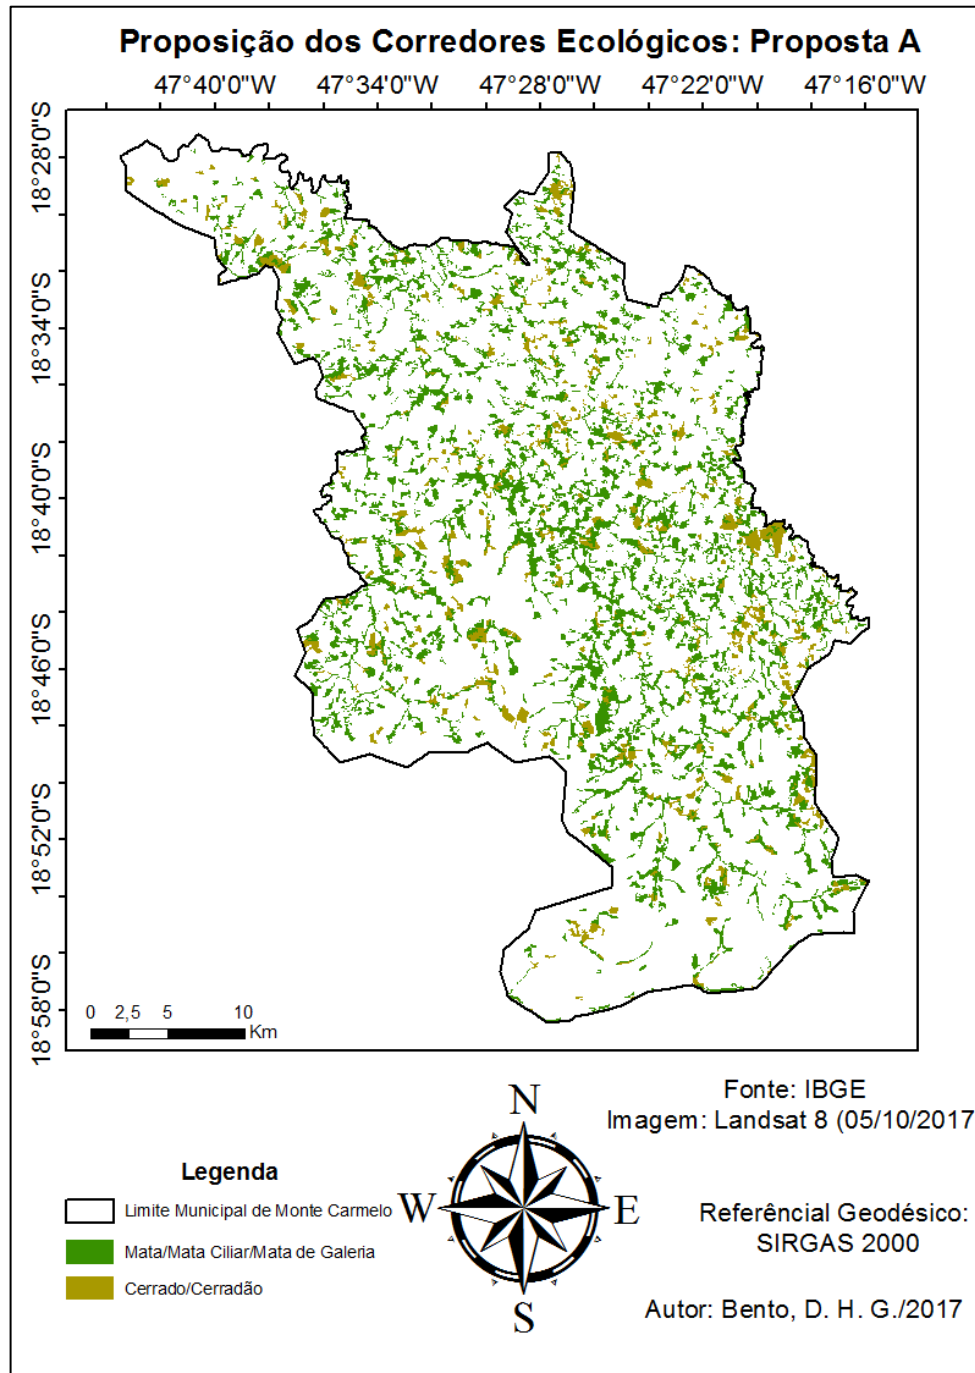 Proposição dos Corredores Ecológicos: Proposta A
47°40'0"W 47°34'0"W 47°28'0"W 47°22'0"W 47°16'0"W
18°28'0"S
18°34'0"S
18°40'0"S
18°46'0"S
18°52'0"S
18°58'0"S
0 2,5 5 10
Km
Fonte: IBGE
Imagem: Landsat 8 (05/10/2017
N
Legenda
Limite Municipal de Monte Carmelo
W E
Referêncial Geodésico:
SIRGAS 2000
Mata/Mata Ciliar/Mata de Galeria
Cerrado/Cerradão
S
Autor: Bento, D. H. G./2017